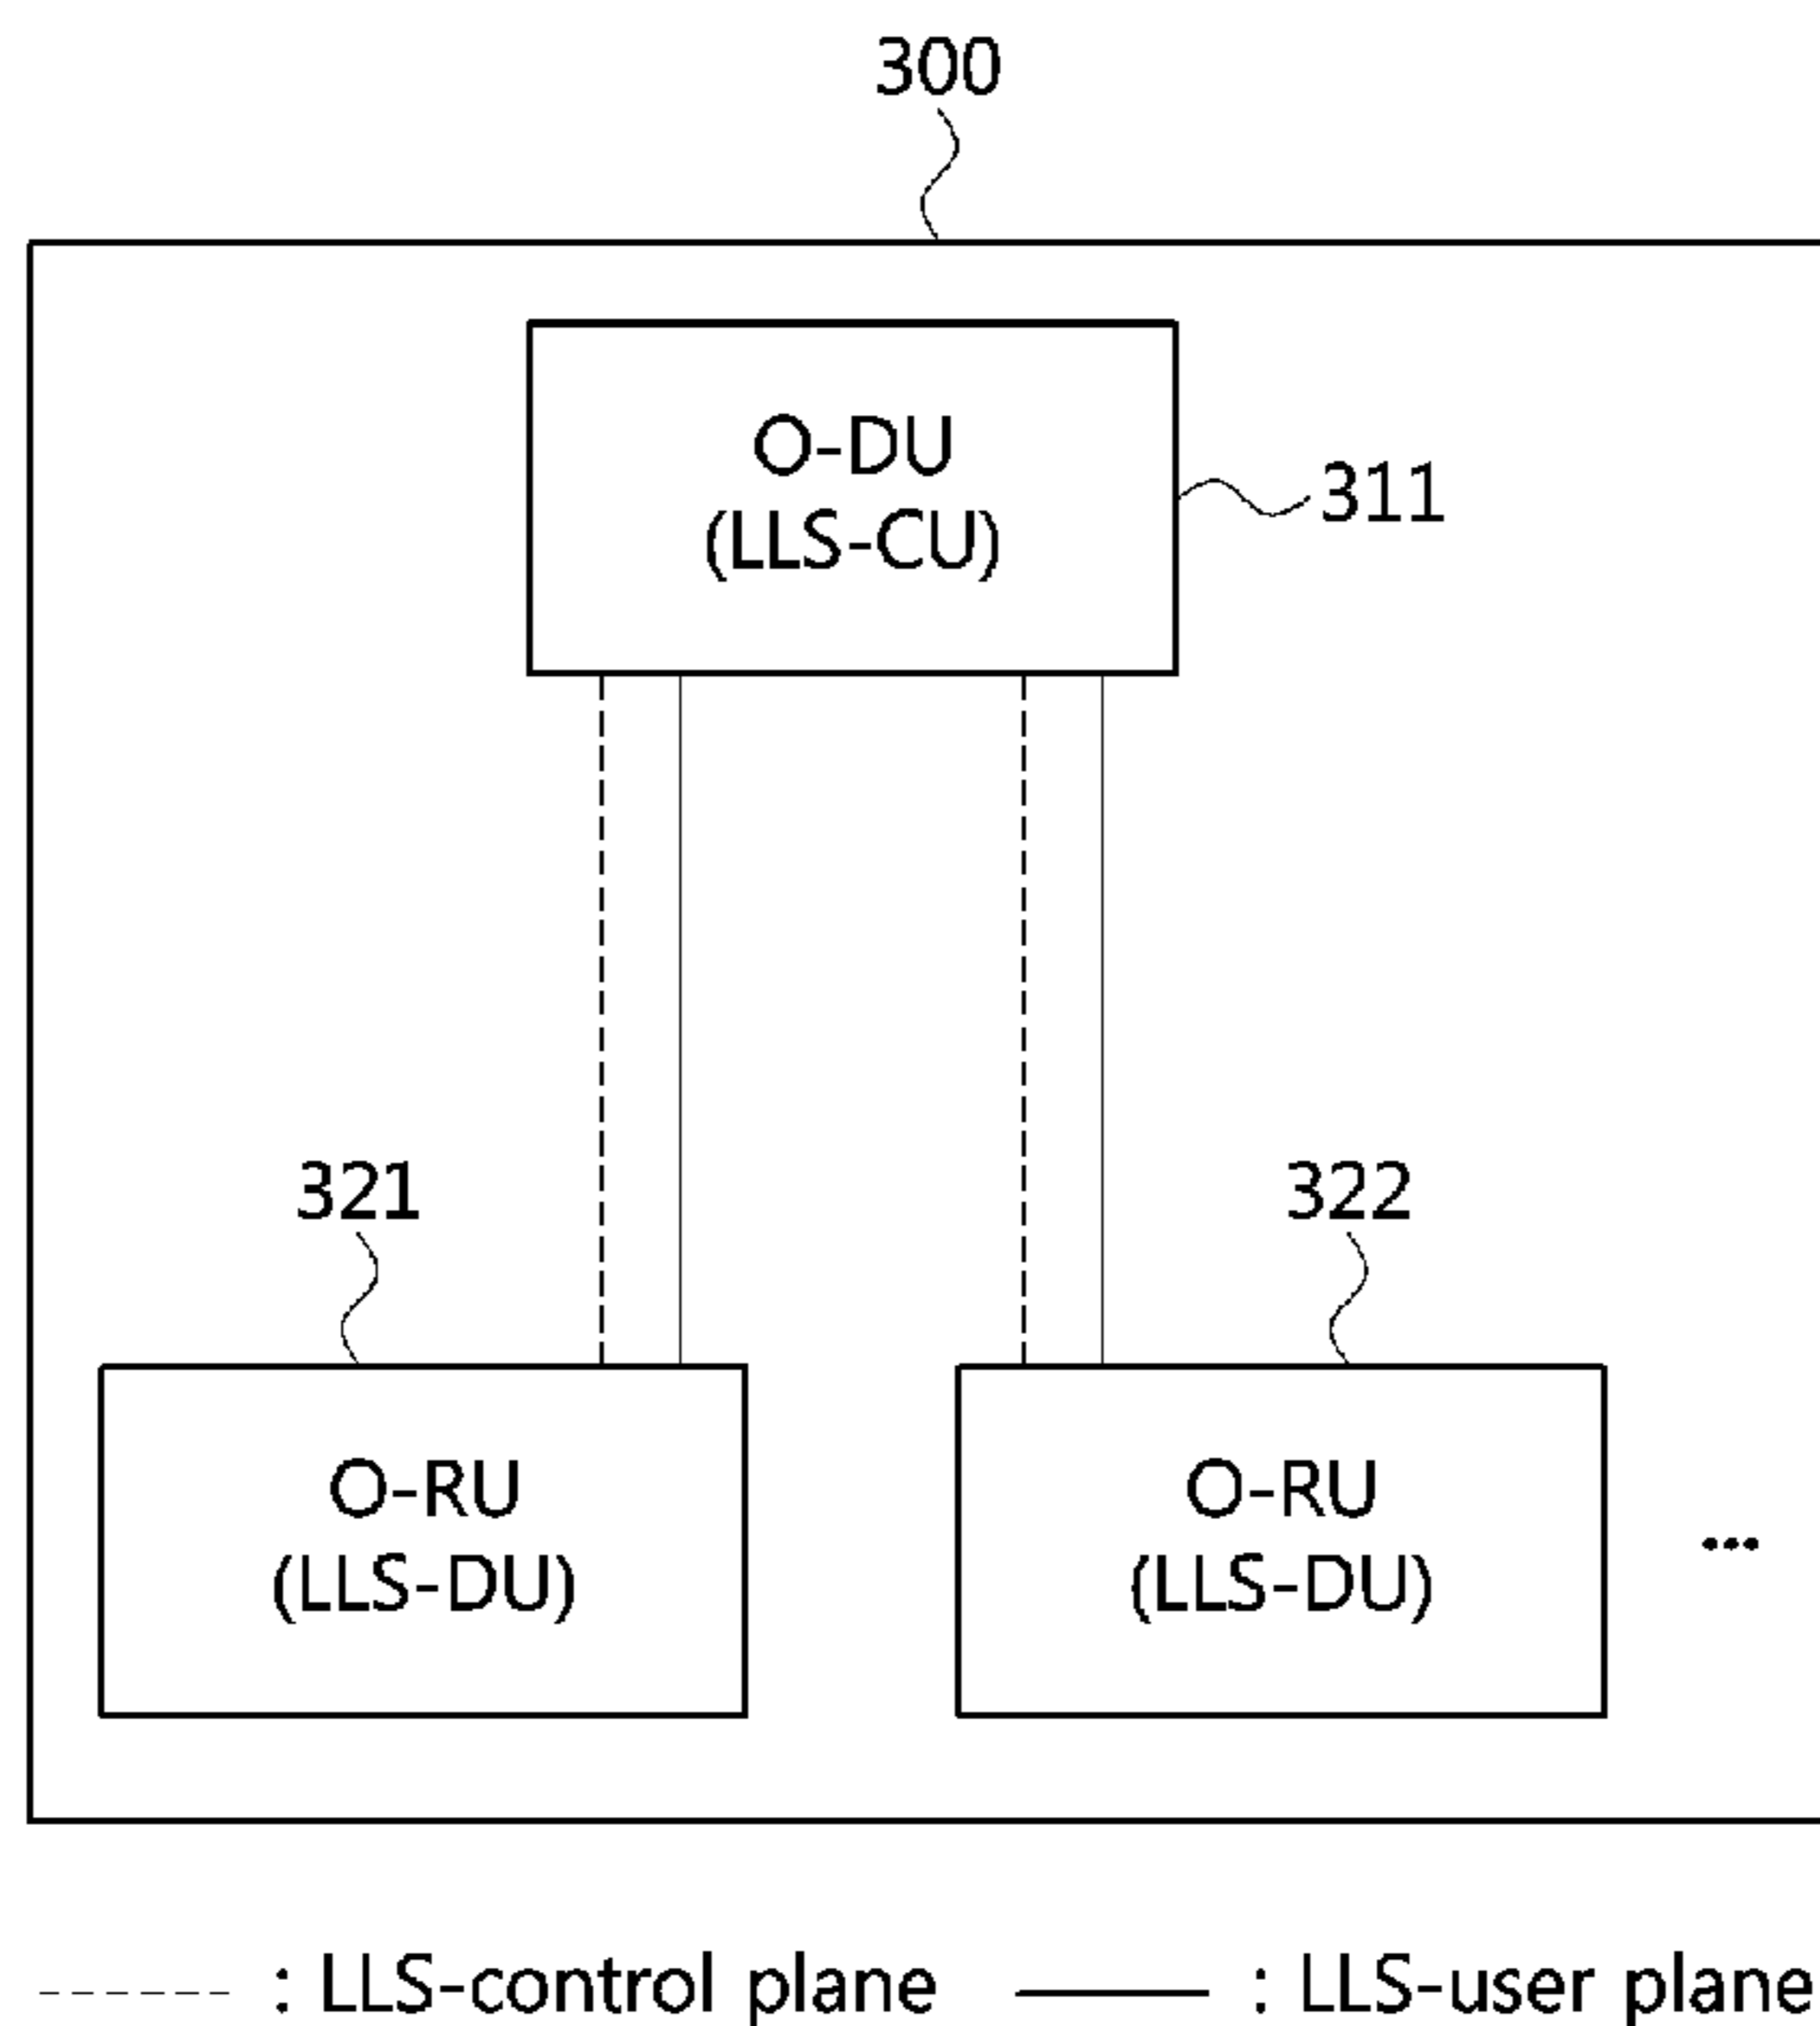 300
O-DU
(LLS-CU)
311
321
322
O-RU
(LLS-DU)
O-RU
(LLS-DU)
...
: LLS-control plane
: LLS-user plane